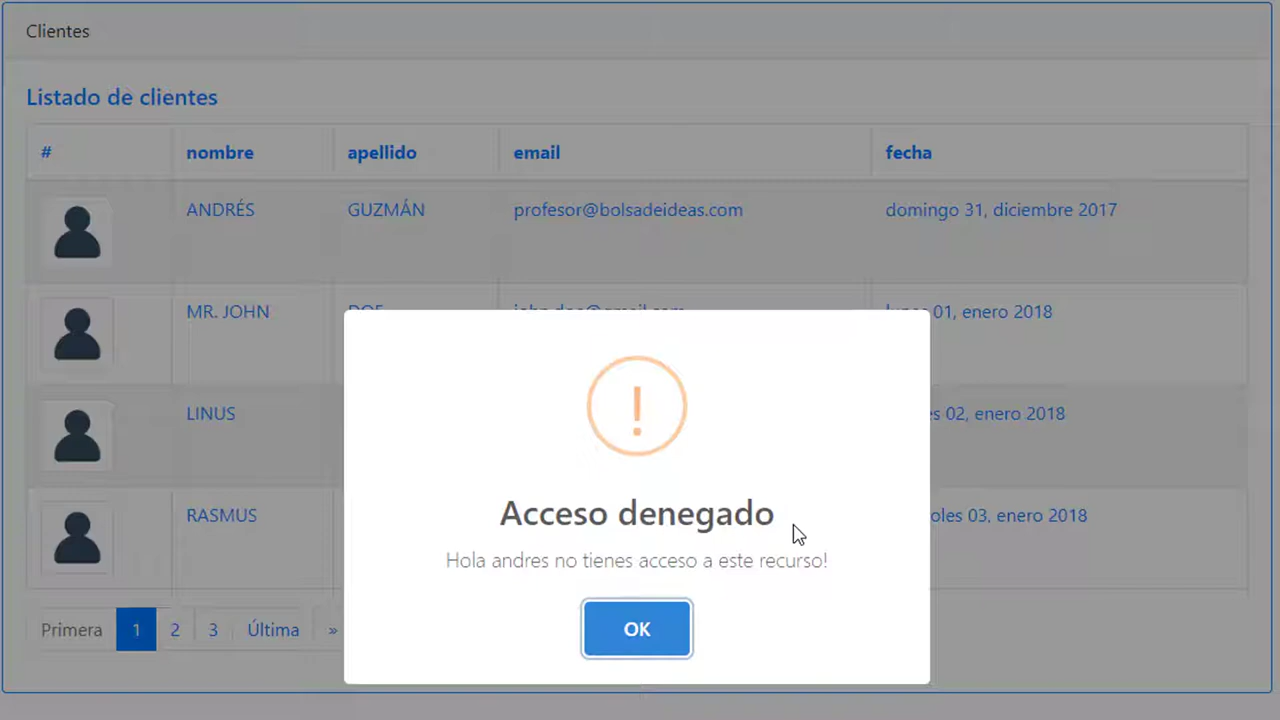 Clientes
Listado de clientes
# nombre apellido email fecha
ANDRÉS GUZMÁN profesor@bolsadeideas.com domingo 31, diciembre 2017
MR. JOHN 01, enero 2018
LINUS 02, enero 2018
RASMUS 03, enero 2018
Acceso denegado
Hola andres no tienes acceso a este recurso!
OK
Primera 1 2 3 Última »